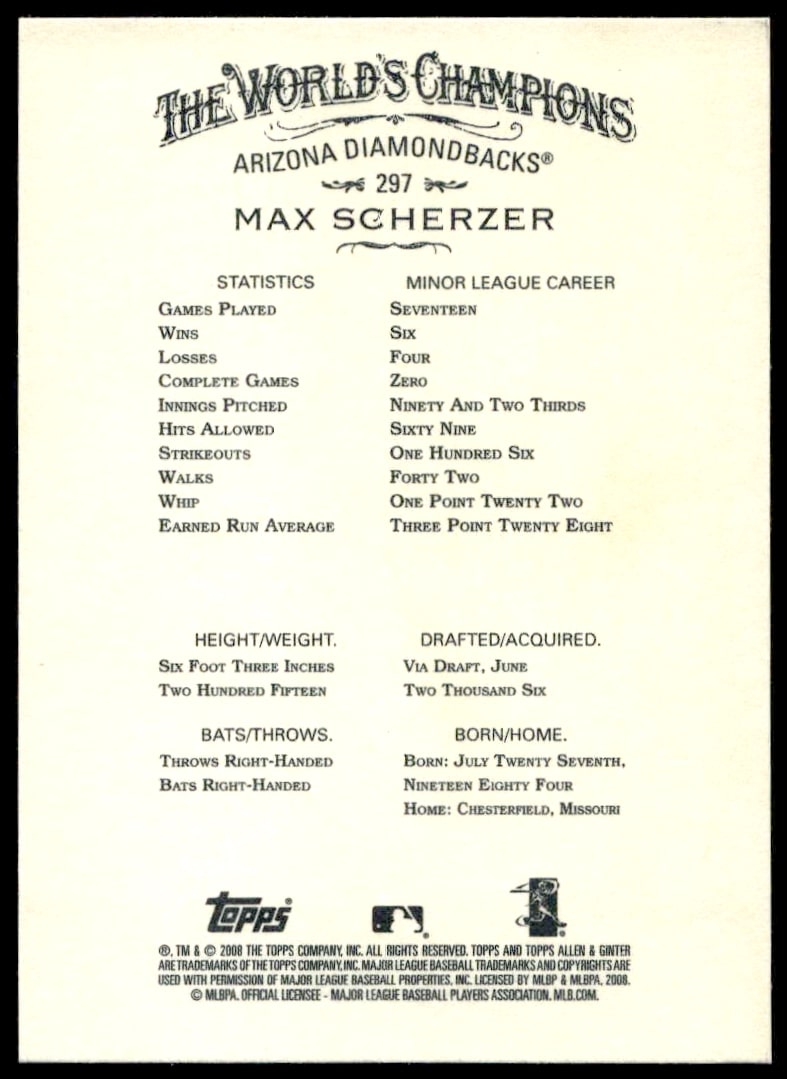 THE WORLD'S CHAMPIONS
ARIZONA DIAMONDBACKS®
297
MAX SCHERZER
STATISTICS MINOR LEAGUE CAREER
GAMES PLAYED SEVENTEEN
WINS SIX
LOSSES FOUR
COMPLETE GAMES ZERO
INNINGS PITCHED NINETY AND TWO THIRDS
HITS ALLOWED SIXTY NINE
STRIKEOUTS ONE HUNDRED SIX
WALKS FORTY TWO
WHIP ONE POINT TWENTY TWO
EARNED RUN AVERAGE THREE POINT TWENTY EIGHT
HEIGHT/WEIGHT. DRAFTED/ACQUIRED.
SIX FOOT THREE INCHES VIA DRAFT, JUNE
TWO HUNDRED FIFTEEN TWO THOUSAND SIX
BATS/THROWS. BORN/HOME.
THROWS RIGHT-HANDED BORN: JULY TWENTY SEVENTH,
BATS RIGHT-HANDED NINETEEN EIGHTY FOUR
HOME: CHESTERFIELD, MISSOURI
topps®
®, TM & © 2008 THE TOPPS COMPANY, INC. ALL RIGHTS RESERVED. TOPPS AND TOPPS ALLEN & GINTER
ARE TRADEMARKS OF THE TOPPS COMPANY, INC. MAJOR LEAGUE BASEBALL TRADEMARKS AND COPYRIGHTS ARE
USED WITH PERMISSION OF MAJOR LEAGUE BASEBALL PROPERTIES, INC. LICENSED BY MLBP & MLBPA, 2008.
© MLBPA. OFFICIAL LICENSEE - MAJOR LEAGUE BASEBALL PLAYERS ASSOCIATION. MLB.COM.